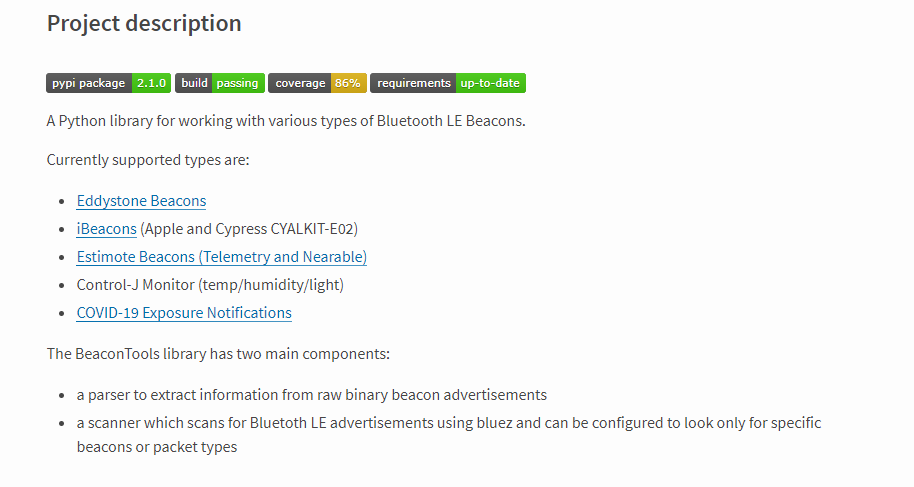 Project description
pypi package 2.1.0 build passing coverage 86% requirements up-to-date
A Python library for working with various types of Bluetooth LE Beacons.
Currently supported types are:
Eddystone Beacons
iBeacons (Apple and Cypress CYALKIT-E02)
Estimote Beacons (Telemetry and Nearable)
Control-J Monitor (temp/humidity/light)
COVID-19 Exposure Notifications
The BeaconTools library has two main components:
a parser to extract information from raw binary beacon advertisements
a scanner which scans for Bluetoth LE advertisements using bluez and can be configured to look only for specific
beacons or packet types